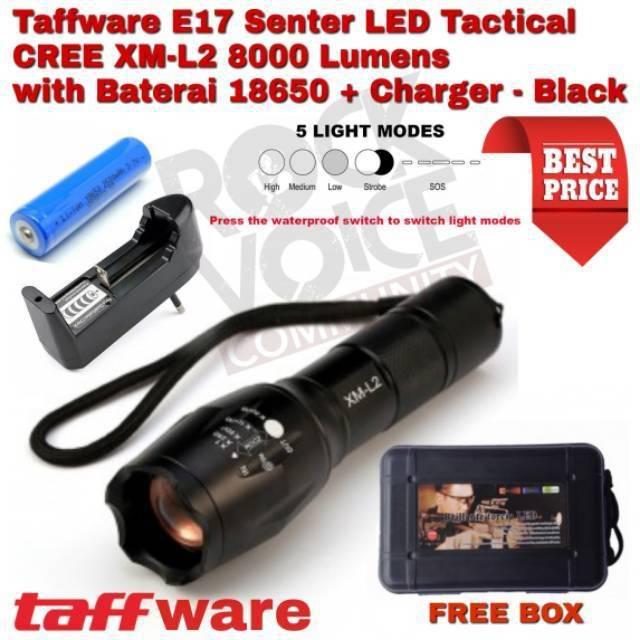 Taffware E17 Senter LED Tactical
CREE XM-L2 8000 Lumens
with Baterai 18650 + Charger - Black
5 LIGHT MODES
High Medium Low Strobe SOS
Press the waterproof switch to switch light modes
BEST
PRICE
ROCK
VOICE
COMMUNITY
XM-L2
taffware
FREE BOX